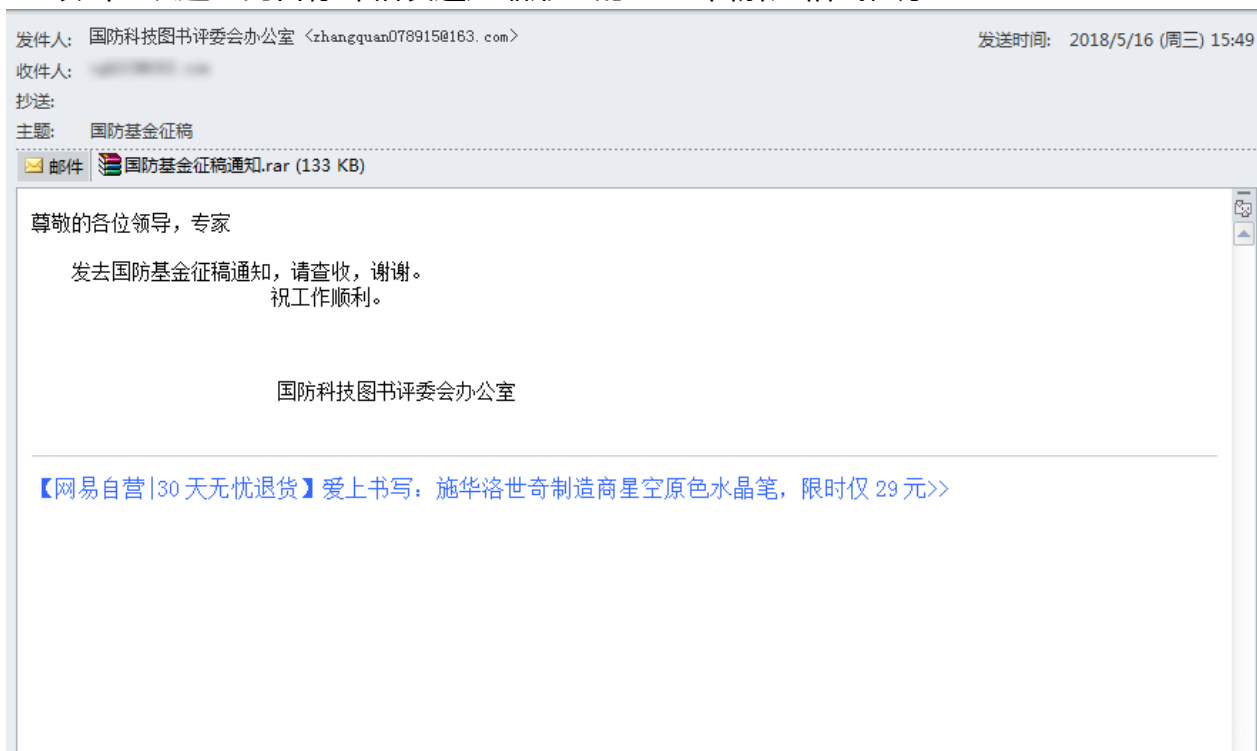 发件人: 国防科技图书评委会办公室 <zhangquan078915@163.com> 发送时间: 2018/5/16 (周三) 15:49
收件人:
抄送:
主题: 国防基金征稿
邮件 国防基金征稿通知.rar (133 KB)
尊敬的各位领导，专家
发去国防基金征稿通知，请查收，谢谢。
祝工作顺利。
国防科技图书评委会办公室
【网易自营|30 天无忧退货】爱上书写：施华洛世奇制造商星空原色水晶笔，限时仅 29 元>>